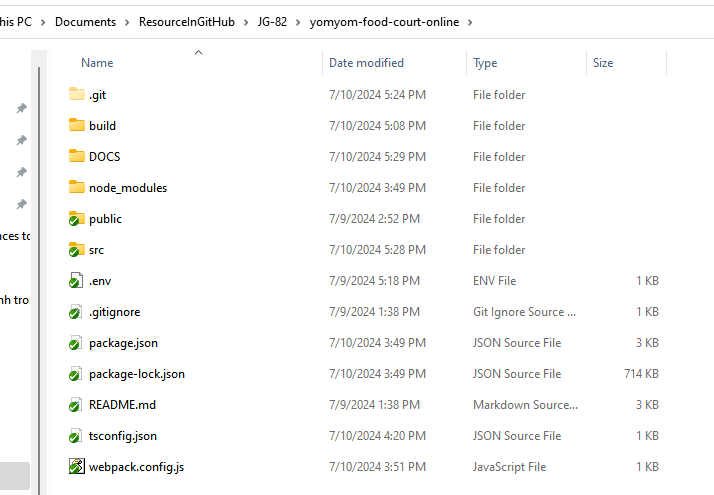 his PC > Documents > ResourceInGitHub > JG-82 > yomyom-food-court-online >
Name Date modified Type Size
.git 7/10/2024 5:24 PM File folder
build 7/10/2024 5:08 PM File folder
DOCS 7/10/2024 5:29 PM File folder
node_modules 7/10/2024 3:49 PM File folder
public 7/9/2024 2:52 PM File folder
nces to
src 7/10/2024 5:28 PM File folder
.env 7/9/2024 5:18 PM ENV File 1 KB
nh tro
.gitignore 7/9/2024 1:38 PM Git Ignore Source ... 1 KB
package.json 7/10/2024 3:49 PM JSON Source File 3 KB
package-lock.json 7/10/2024 3:49 PM JSON Source File 714 KB
README.md 7/9/2024 1:38 PM Markdown Source... 3 KB
tsconfig.json 7/10/2024 4:20 PM JSON Source File 1 KB
webpack.config.js 7/10/2024 3:51 PM JavaScript File 1 KB